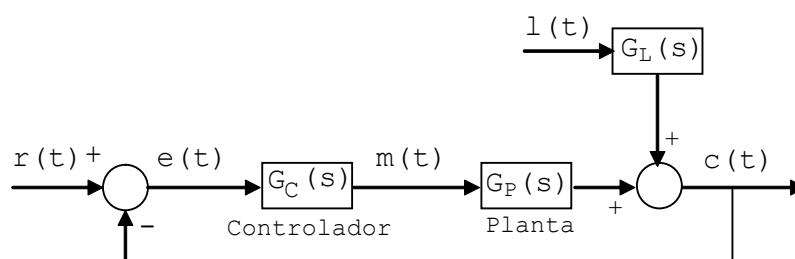 l(t)
G_L(s)
+
r(t) + e(t) m(t) c(t)
G_C(s) G_P(s)
- +
Controlador Planta